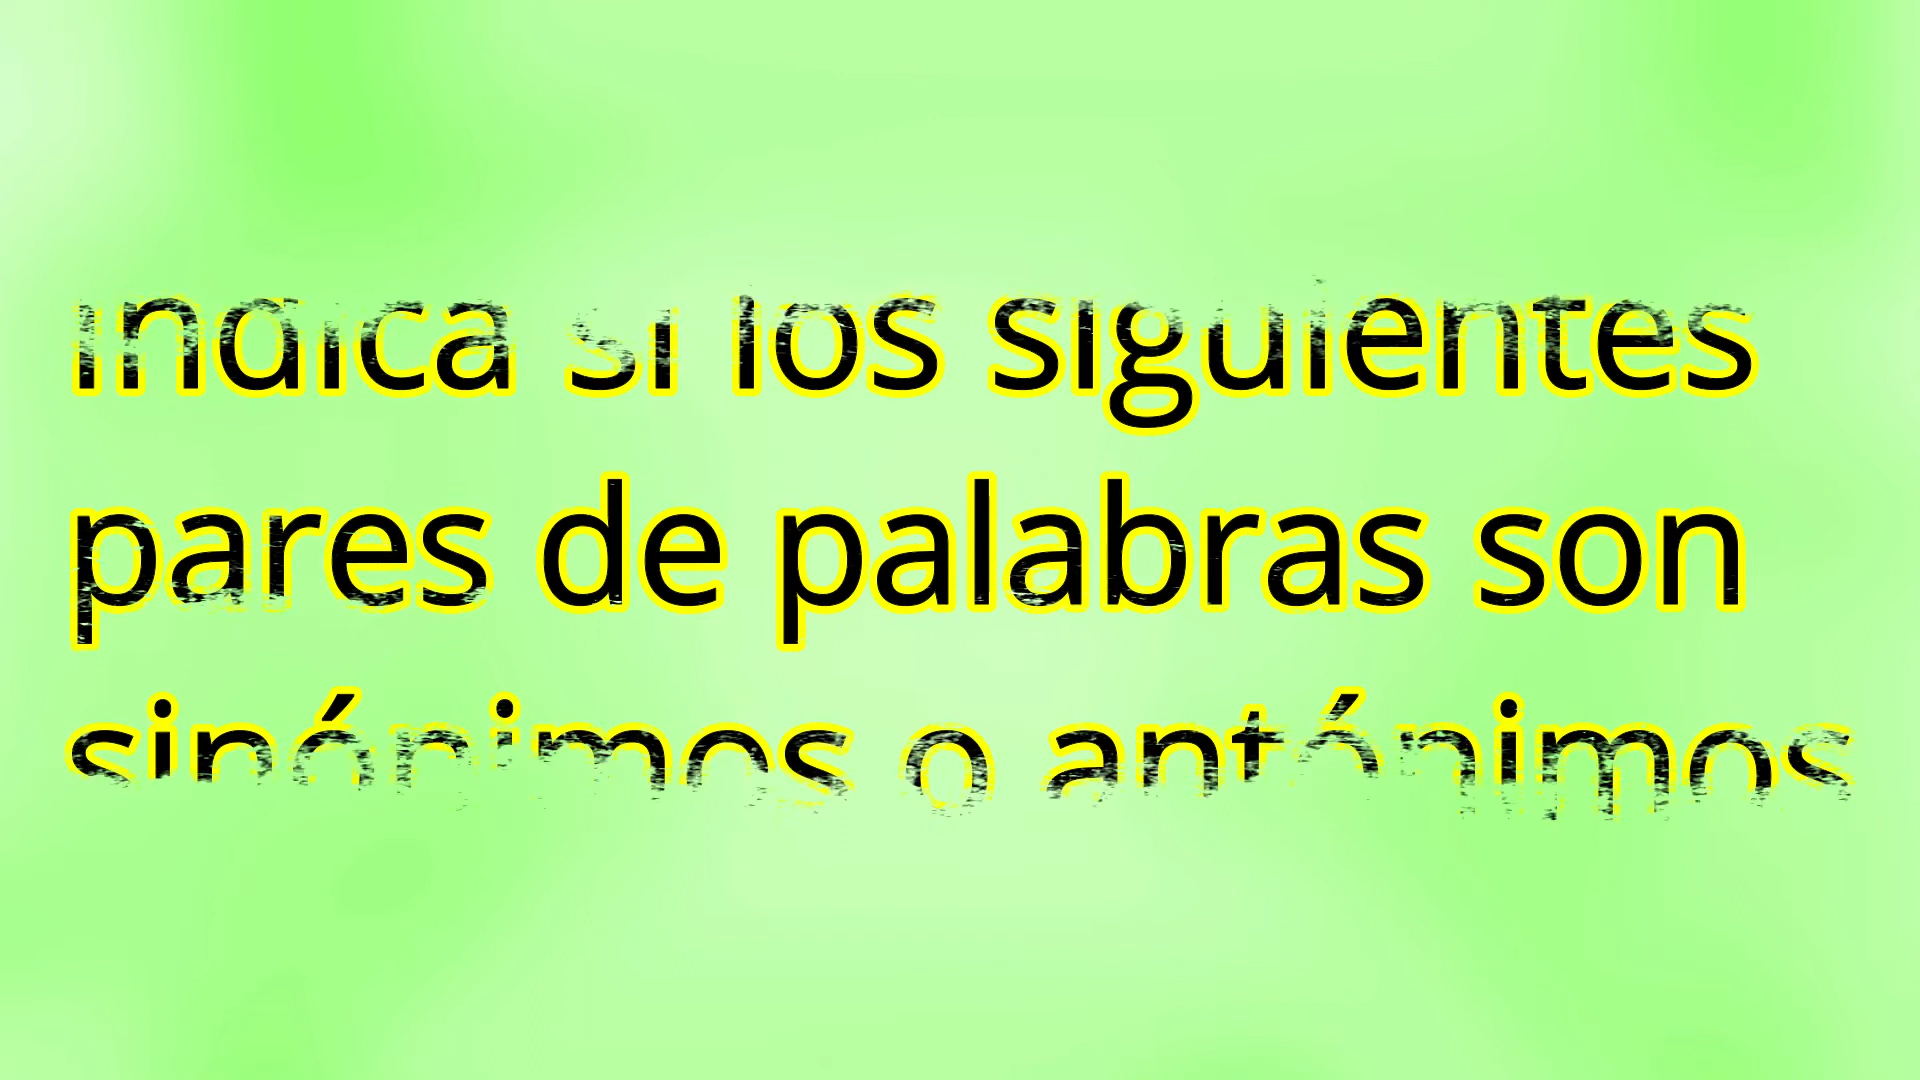 Indica si los siguientes
pares de palabras son
sinónimos o antónimos